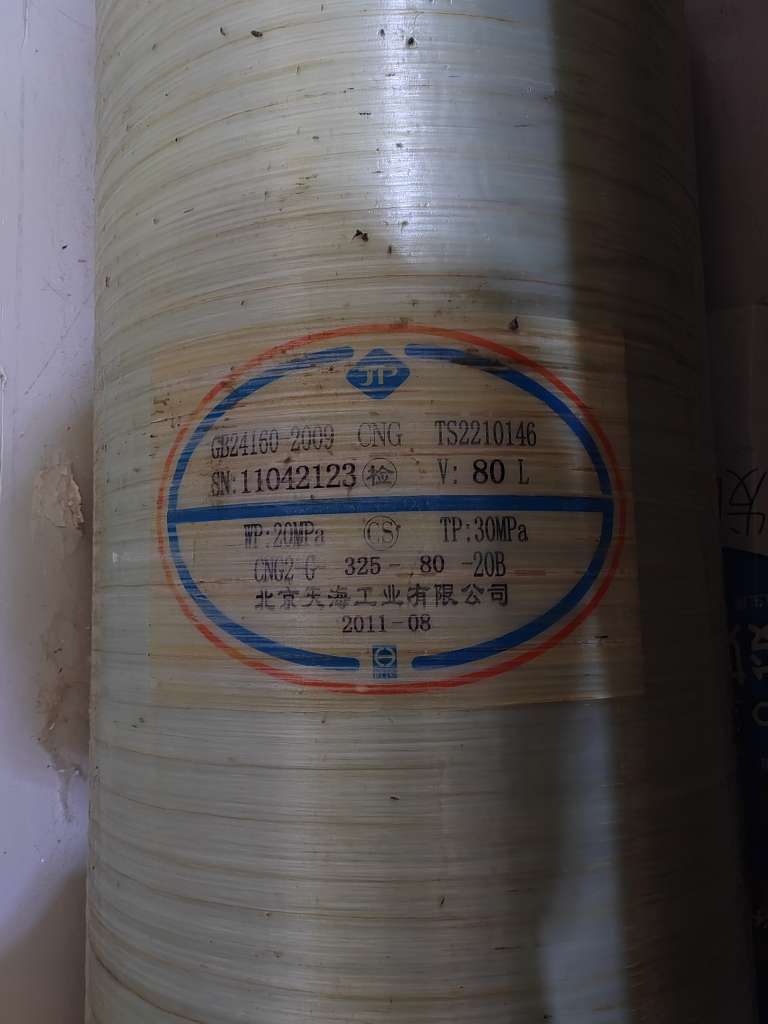 JP
GB24160-2009 CNG TS2210146
SN:11042123 检 V: 80 L
WP:20MPa CS TP:30MPa
CNG2-G- 325 - 80 -20B
北京天海工业有限公司
2011-08